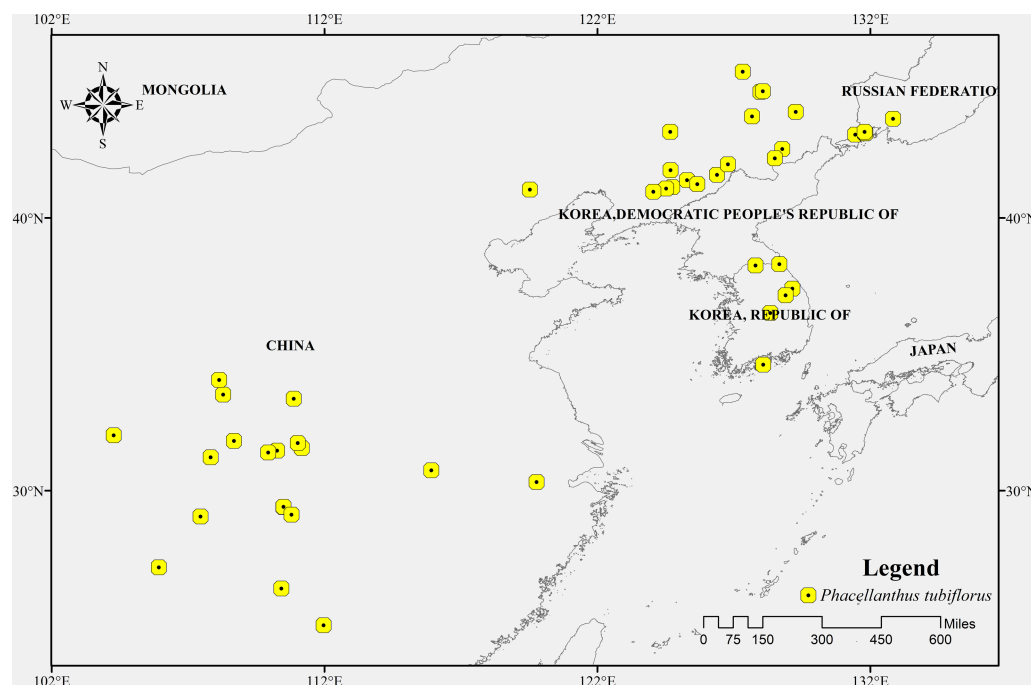 102°E 112°E 122°E 132°E
N
W E
S
MONGOLIA
RUSSIAN FEDERATIO
40°N 40°N
KOREA,DEMOCRATIC PEOPLE'S REPUBLIC OF
KOREA, REPUBLIC OF
CHINA
JAPAN
30°N 30°N
Legend
Phacellanthus tubiflorus
Miles
0 75 150 300 450 600
102°E 112°E 122°E 132°E